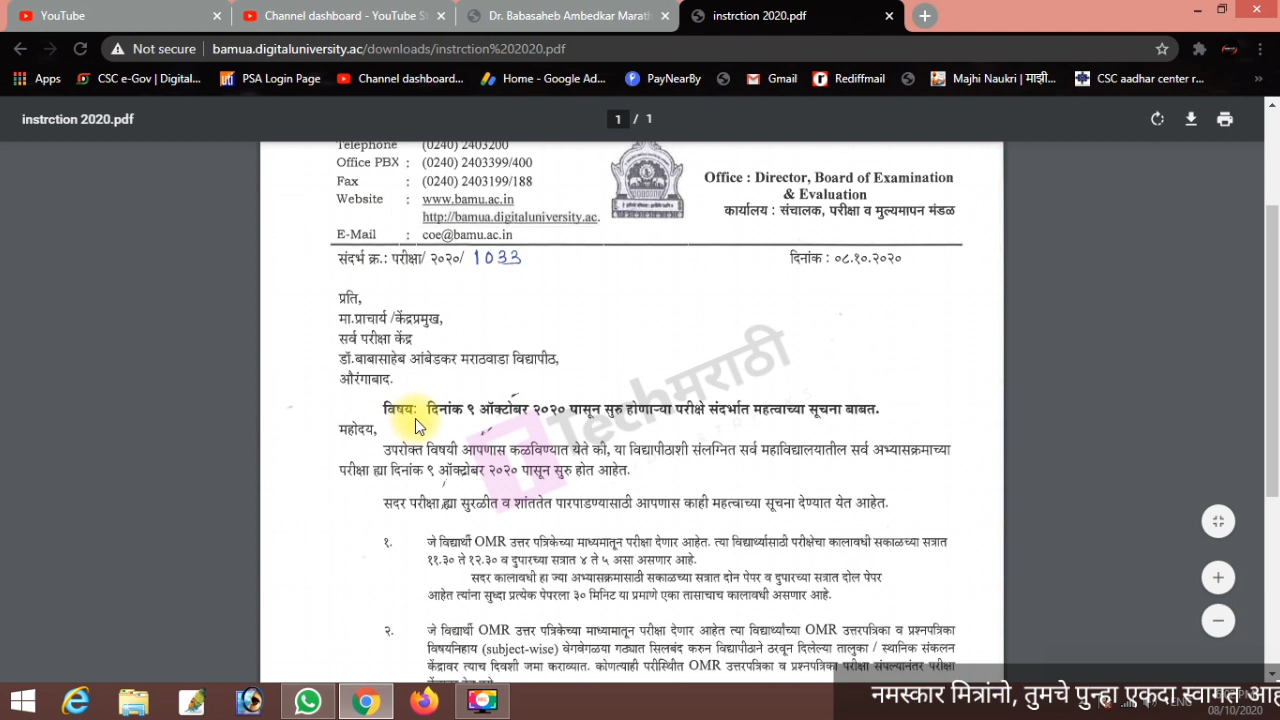 YouTube
Channel dashboard - YouTube St
Dr. Babasaheb Ambedkar Marath
instrction 2020.pdf
Not secure
bamua.digitaluniversity.ac/downloads/instrction%202020.pdf
Apps
CSC e-Gov | Digital...
PSA Login Page
Channel dashboard...
Home - Google Ad...
PayNearBy
Gmail
Rediffmail
Majhi Naukri | माझी...
CSC aadhar center r...
»
instrction 2020.pdf
1 / 1
Telephone (0240) 2403200
Office PBX : (0240) 2403399/400
Fax : (0240) 2403199/188
Website : www.bamu.ac.in
http://bamua.digitaluniversity.ac.
E-Mail : coe@bamu.ac.in
Office : Director, Board of Examination
& Evaluation
कार्यालय : संचालक, परीक्षा व मुल्यमापन मंडळ
संदर्भ क्र.: परीक्षा/ २०२०/ 1033
दिनांक : ०८.१०.२०२०
प्रति,
मा.प्राचार्य /केंद्रप्रमुख,
सर्व परीक्षा केंद्र
डॉ.बाबासाहेब आंबेडकर मराठवाडा विद्यापीठ,
औरंगाबाद.
विषय: दिनांक ९ ऑक्टोबर २०२० पासून सुरु होणाऱ्या परीक्षे संदर्भात महत्वाच्या सूचना बाबत.
महोदय,
उपरोक्त विषयी आपणास कळविण्यात येते की, या विद्यापीठाशी संलग्नित सर्व महाविद्यालयातील सर्व अभ्यासक्रमाच्या
परीक्षा ह्या दिनांक ९ ऑक्टोबर २०२० पासून सुरु होत आहेत.
सदर परीक्षा ह्या सुरळीत व शांततेत पारपाडण्यासाठी आपणास काही महत्वाच्या सूचना देण्यात येत आहेत.
१. जे विद्यार्थी OMR उत्तर पत्रिकेच्या माध्यमातून परीक्षा देणार आहेत. त्या विद्यार्थ्यासाठी परीक्षेचा कालावधी सकाळच्या सत्रात
११.३० ते १२.३० व दुपारच्या सत्रात ४ ते ५ असा असणार आहे.
सदर कालावधी हा ज्या अभ्यासक्रमासाठी सकाळच्या सत्रात दोन पेपर व दुपारच्या सत्रात दोल पेपर
आहेत त्यांना सुध्दा प्रत्येक पेपरला ३० मिनिट या प्रमाणे एका तासाचाच कालावधी असणार आहे.
२. जे विद्यार्थी OMR उत्तर पत्रिकेच्या माध्यमातून परीक्षा देणार आहेत त्या विद्यार्थ्यांच्या OMR उत्तरपत्रिका व प्रश्नपत्रिका
विषयनिहाय (subject-wise) वेगवेगळया गठ्यात सिलबंद करुन विद्यापीठाने ठरवून दिलेल्या तालुका / स्थानिक संकलन
केंद्रावर त्याच दिवशी जमा कराव्यात. कोणत्याही परीस्थित OMR उत्तरपत्रिका व प्रश्नपत्रिका परीक्षा संपल्यानंतर परीक्षा
Techमराठी
नमस्कार मित्रांनो, तुमचे पुन्हा एकदा स्वागत आहे
ENG
08/10/2020